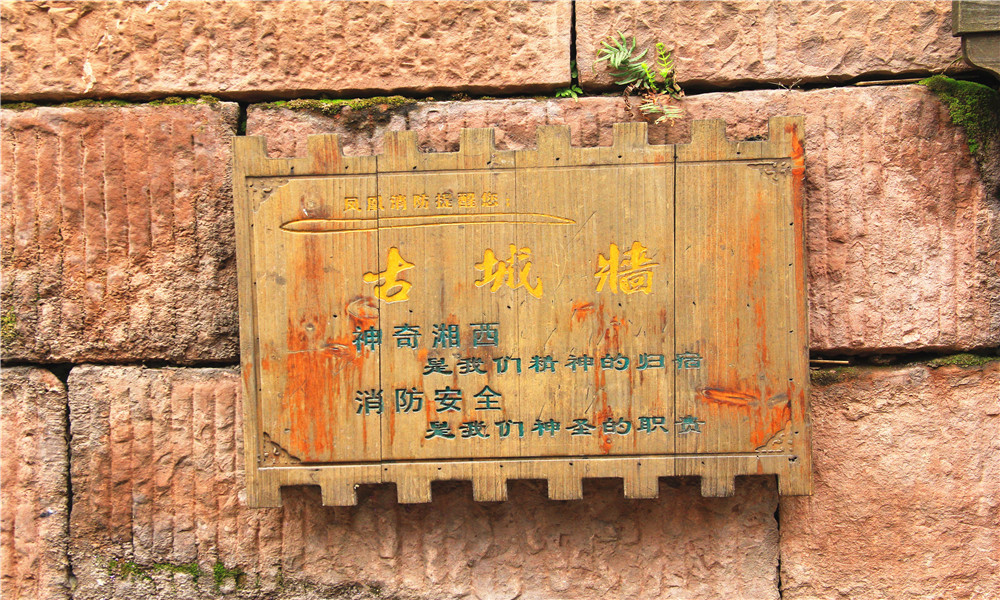 凤凰消防提醒您:
古城牆
神奇湘西
是我们精神的归宿
消防安全
是我们神圣的职责